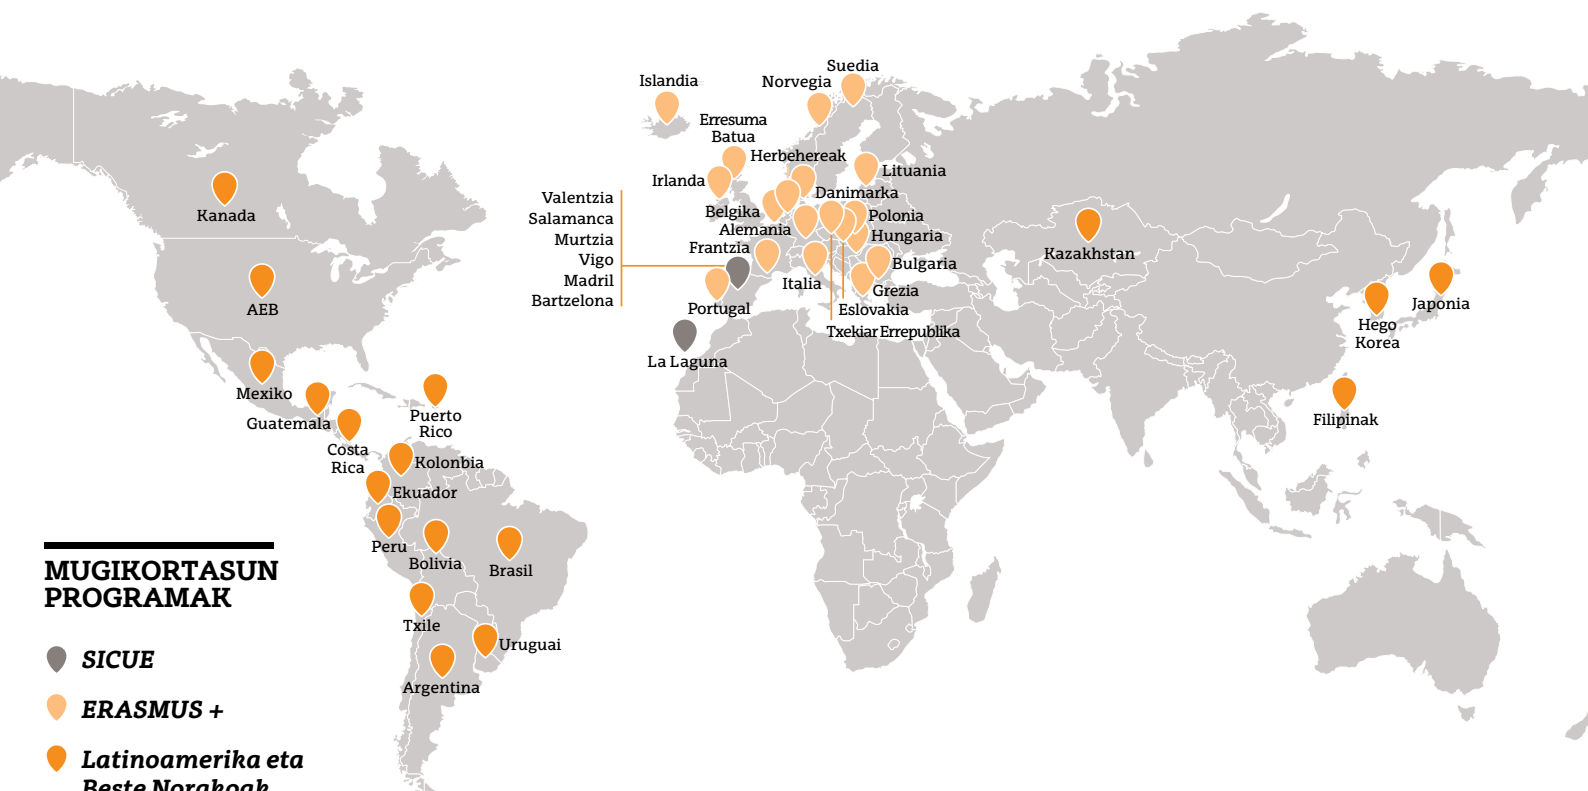 Suedia
Norvegia
Islandia
Erresuma
Batua
Herbehereak
Lituania
Irlanda
Danimarka
Belgika
Polonia
Alemania
Hungaria
Frantzia
Bulgaria
Italia
Grezia
Portugal
Eslovakia
Txekiar Errepublika
La Laguna
Valentzia
Salamanca
Murtzia
Vigo
Madril
Bartzelona
Kanada
AEB
Mexiko
Guatemala
Puerto
Rico
Costa
Rica
Kolonbia
Ekuador
Peru
Bolivia
Brasil
Txile
Uruguai
Argentina
Kazakhstan
Japonia
Hego
Korea
Filipinak
MUGIKORTASUN
PROGRAMAK
SICUE
ERASMUS +
Latinoamerika eta
Beste Norakoak